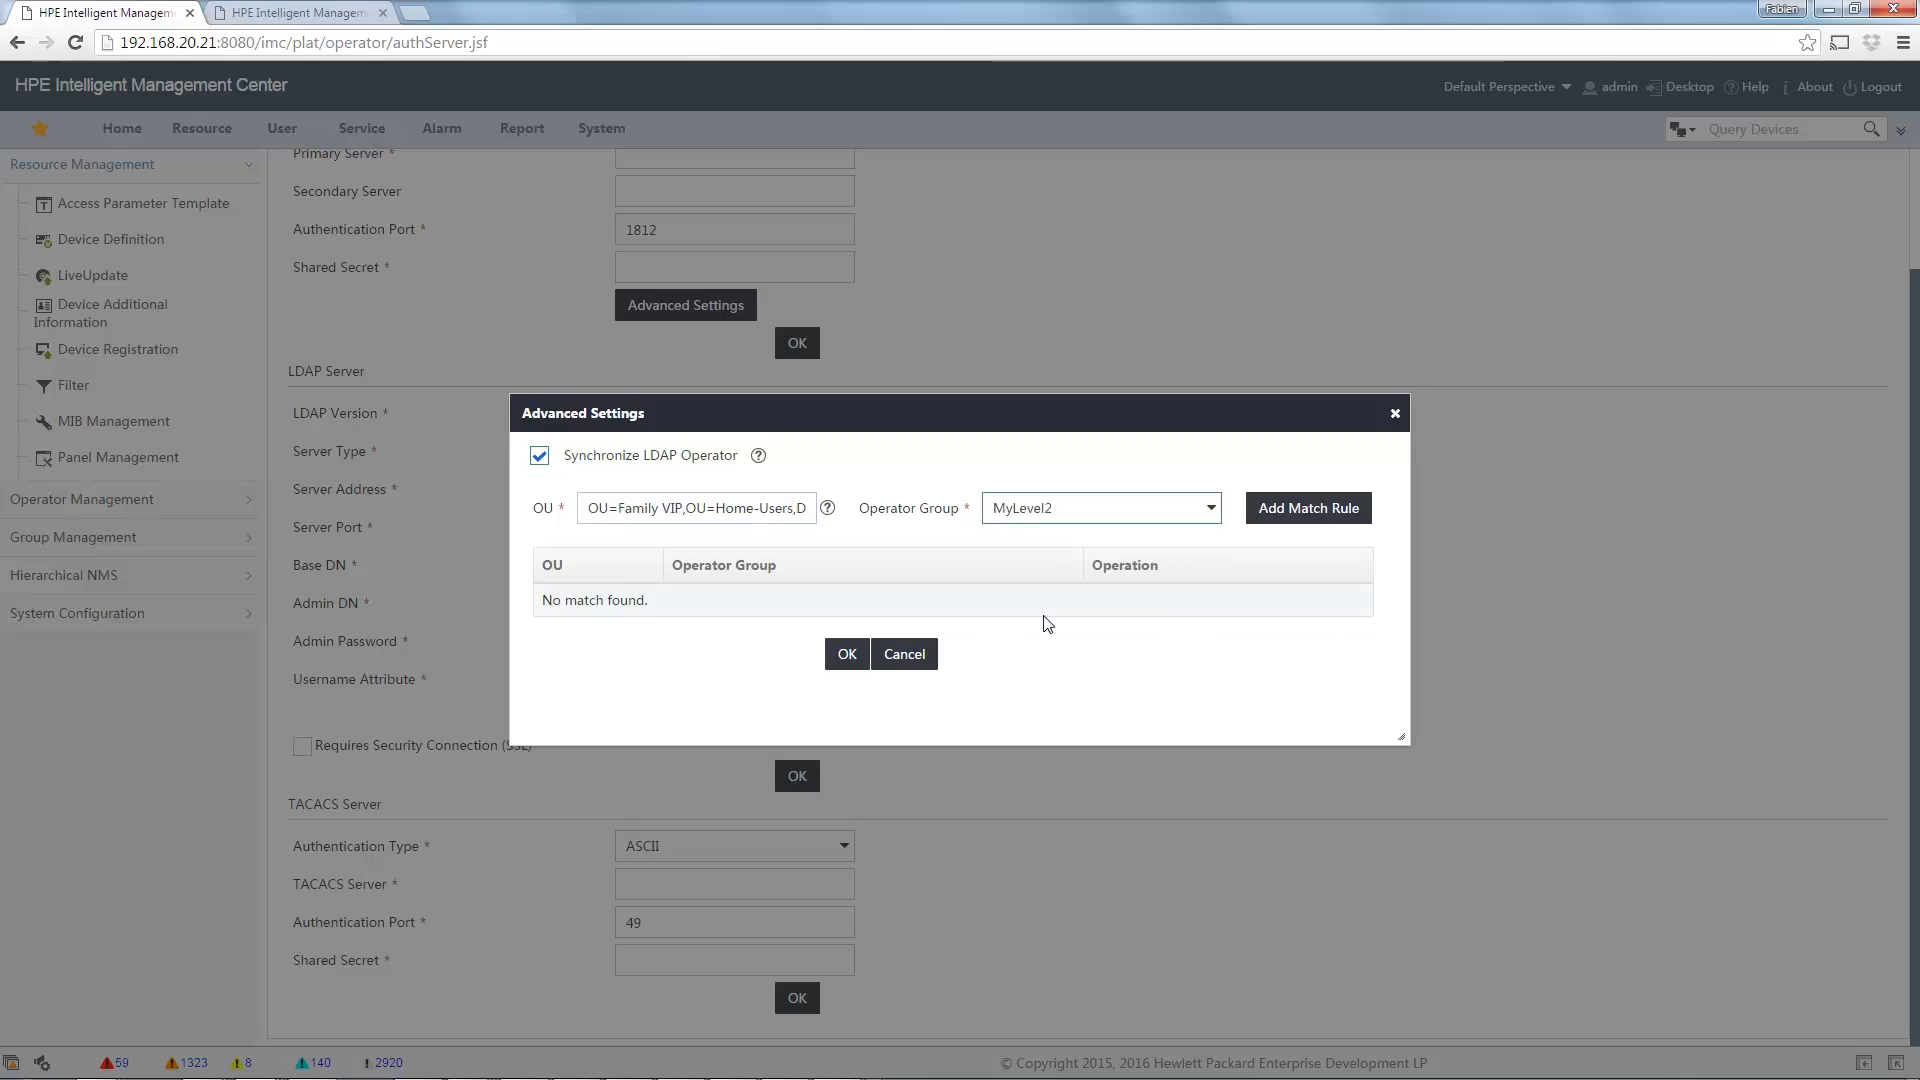 HPE Intelligent Managem
HPE Intelligent Managem
Fabien
192.168.20.21:8080/imc/plat/operator/authServer.jsf
HPE Intelligent Management Center
Default Perspective
admin
Desktop
Help
About
Logout
Home
Resource
User
Service
Alarm
Report
System
Query Devices
Resource Management
Access Parameter Template
Device Definition
LiveUpdate
Device Additional
Information
Device Registration
Filter
MIB Management
Panel Management
Operator Management
Group Management
Hierarchical NMS
System Configuration
Primary Server *
Secondary Server
Authentication Port * 1812
Shared Secret *
Advanced Settings
OK
LDAP Server
LDAP Version *
Server Type *
Server Address *
Server Port *
Base DN *
Admin DN *
Admin Password *
Username Attribute *
Requires Security Connection (SSL)
OK
Advanced Settings
Synchronize LDAP Operator
OU * OU=Family VIP,OU=Home-Users,D Operator Group * MyLevel2 Add Match Rule
OU Operator Group Operation
No match found.
OK Cancel
TACACS Server
Authentication Type * ASCII
TACACS Server *
Authentication Port * 49
Shared Secret *
OK
59 1323 8 140 2920
© Copyright 2015, 2016 Hewlett Packard Enterprise Development LP